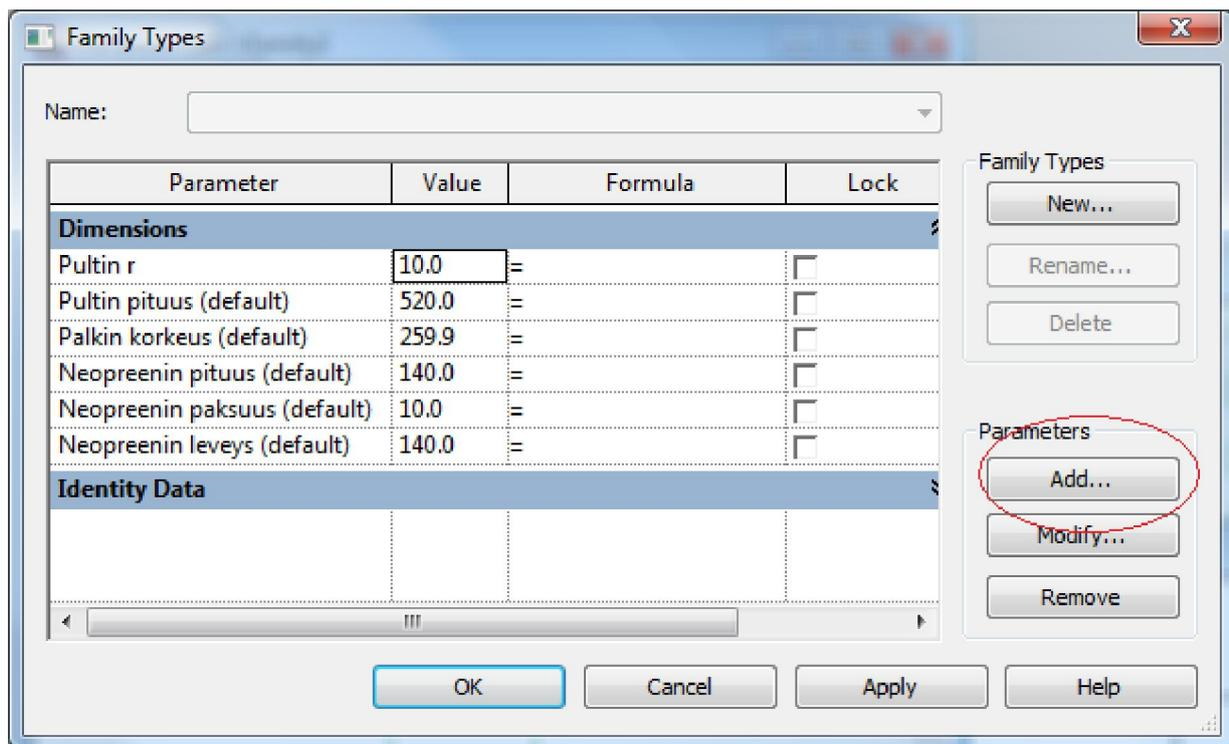 Family Types
Name:
Parameter Value Formula Lock
Dimensions
Pultin r 10.0 =
Pultin pituus (default) 520.0 =
Palkin korkeus (default) 259.9 =
Neopreenin pituus (default) 140.0 =
Neopreenin paksuus (default) 10.0 =
Neopreenin leveys (default) 140.0 =
Identity Data
Family Types
New...
Rename...
Delete
Parameters
Add...
Modify...
Remove
OK Cancel Apply Help